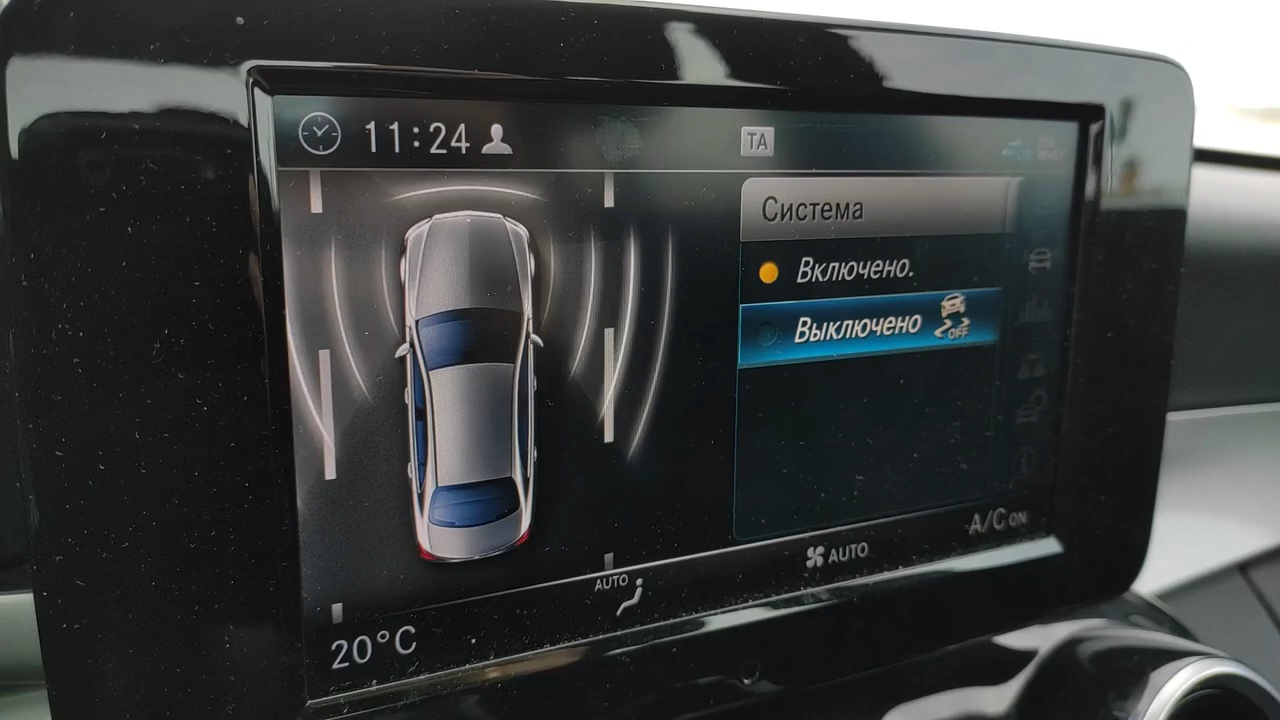 11:24
TA
Система
Включено.
Выключено OFF
A/C ON
AUTO
AUTO
20°C